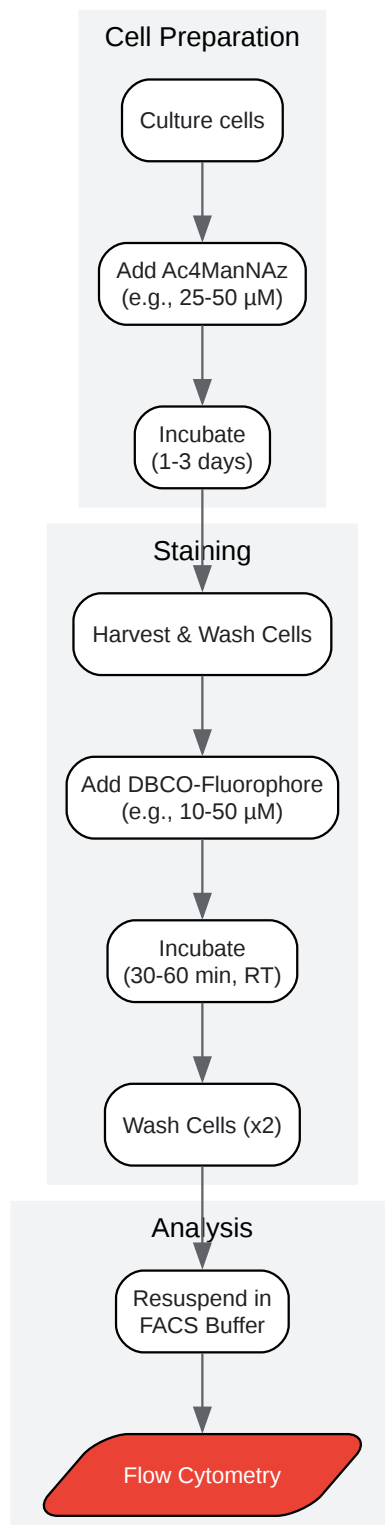 Cell Preparation
Culture cells
Add Ac4ManNAz
(e.g., 25-50 µM)
Incubate
(1-3 days)
Staining
Harvest & Wash Cells
Add DBCO-Fluorophore
(e.g., 10-50 µM)
Incubate
(30-60 min, RT)
Wash Cells (x2)
Analysis
Resuspend in
FACS Buffer
Flow Cytometry